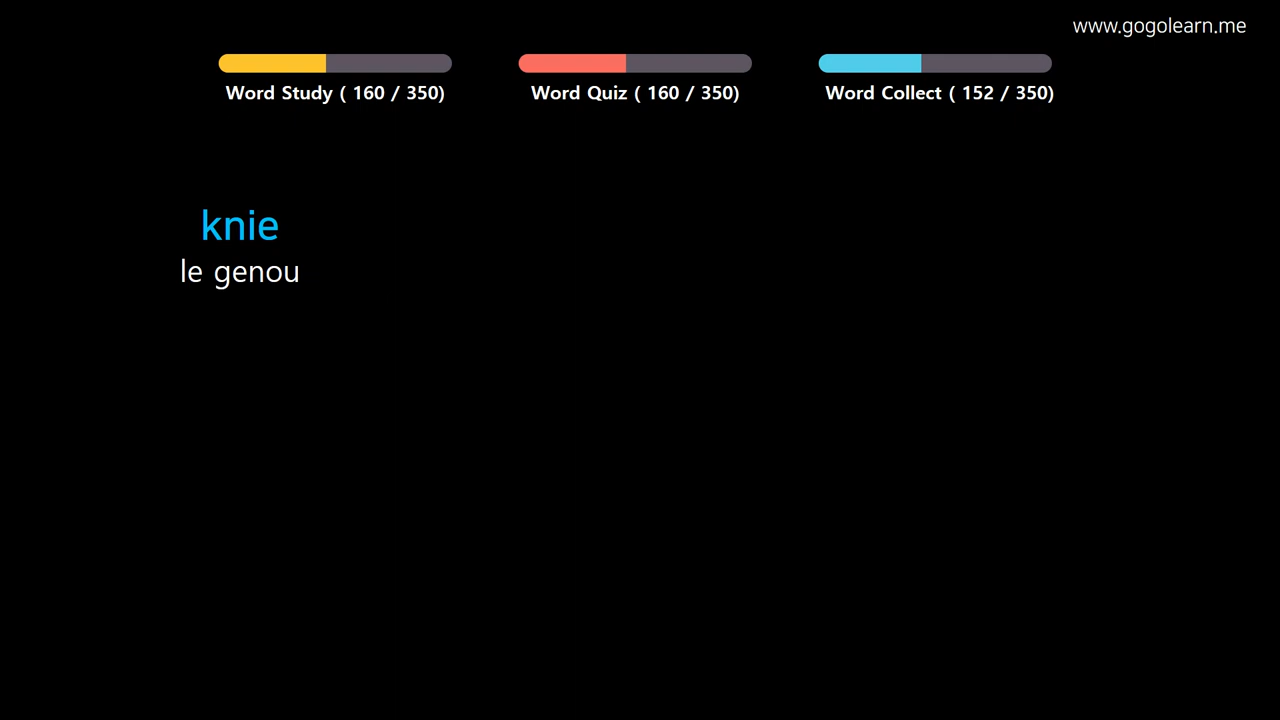 www.gogolearn.me
Word Study ( 160 / 350)
Word Quiz ( 160 / 350)
Word Collect ( 152 / 350)
knie
le genou